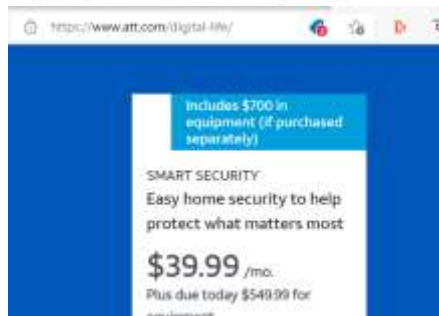 https://www.att.com/digital-life/
Includes $700 in
equipment (if purchased
separately)
SMART SECURITY
Easy home security to help
protect what matters most
$39.99 /mo.
Plus due today $549.99 for
equipment